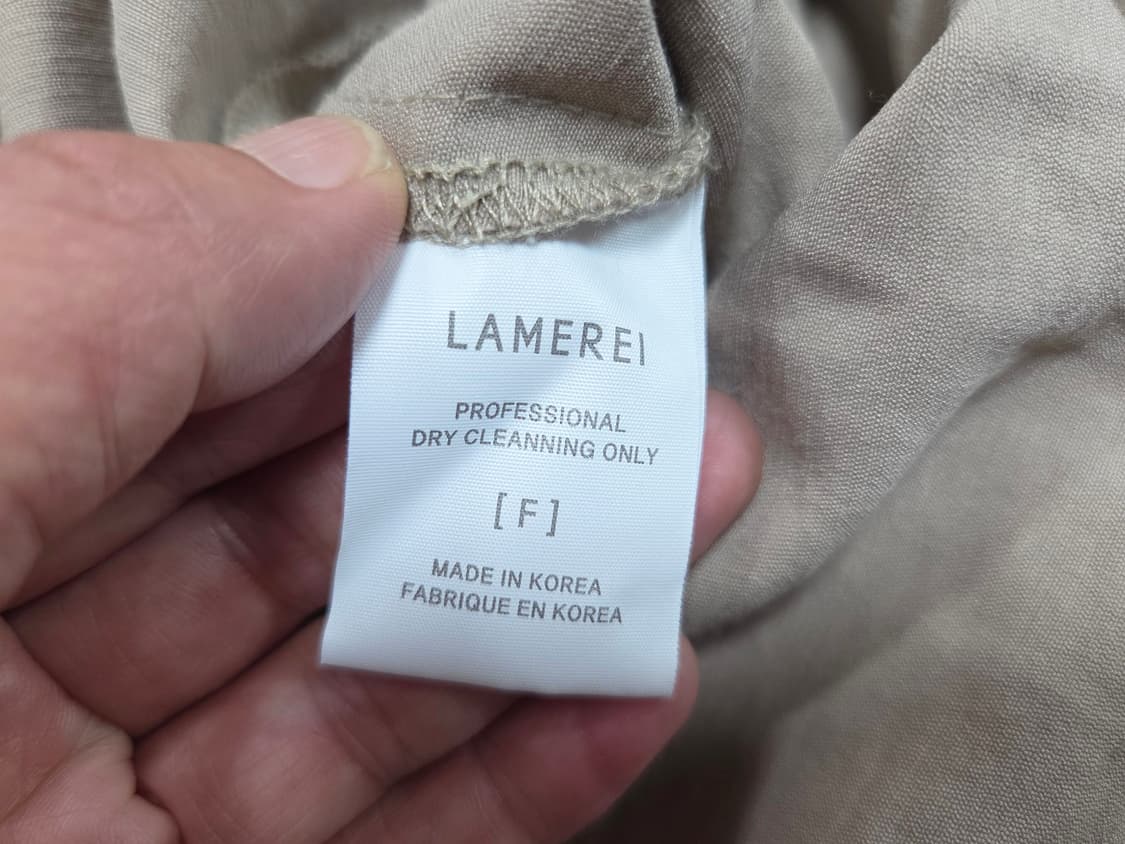 LAMEREI
PROFESSIONAL
DRY CLEANNING ONLY
[ F ]
MADE IN KOREA
FABRIQUE EN KOREA